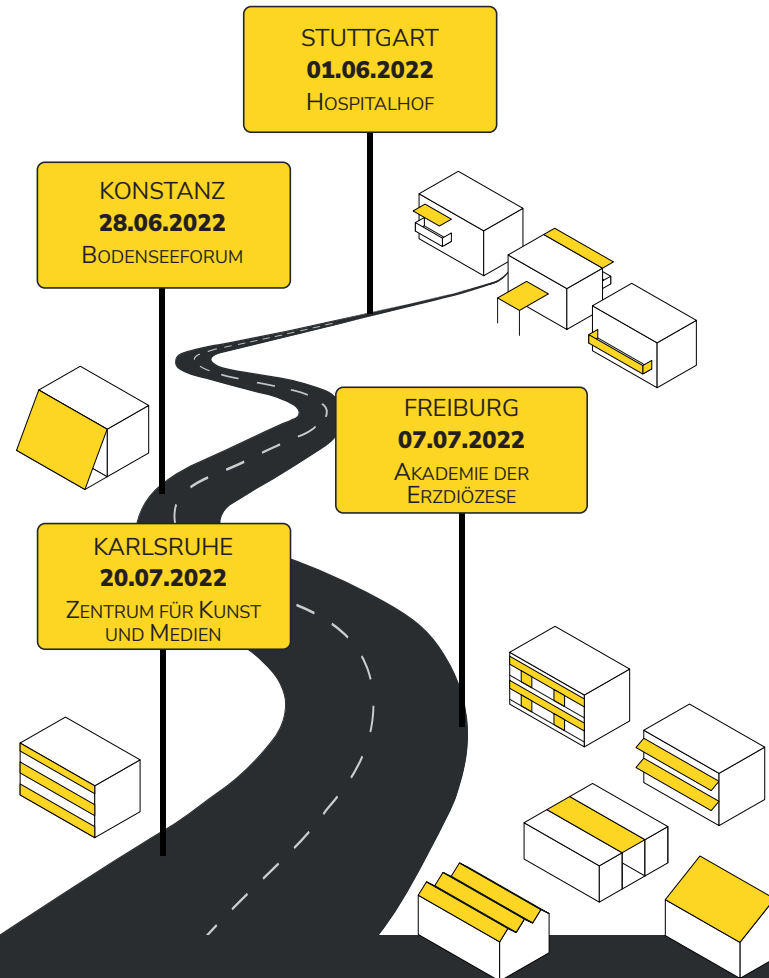 STUTTGART
01.06.2022
Hospitalhof
KONSTANZ
28.06.2022
Bodenseeforum
FREIBURG
07.07.2022
Akademie der
Erzdiözese
KARLSRUHE
20.07.2022
Zentrum für Kunst
und Medien